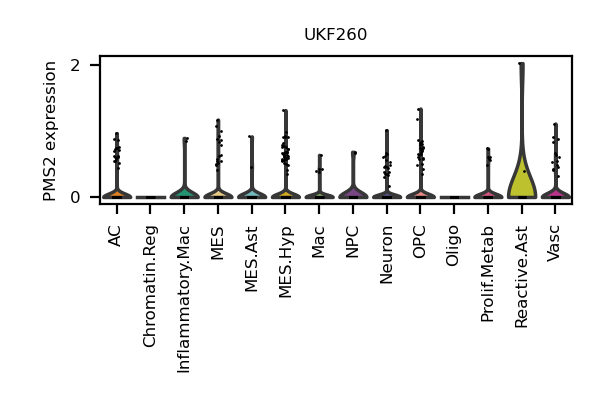 UKF260
PMS2 expression
2
0
AC
Chromatin.Reg
Inflammatory.Mac
MES
MES.Ast
MES.Hyp
Mac
NPC
Neuron
OPC
Oligo
Prolif.Metab
Reactive.Ast
Vasc